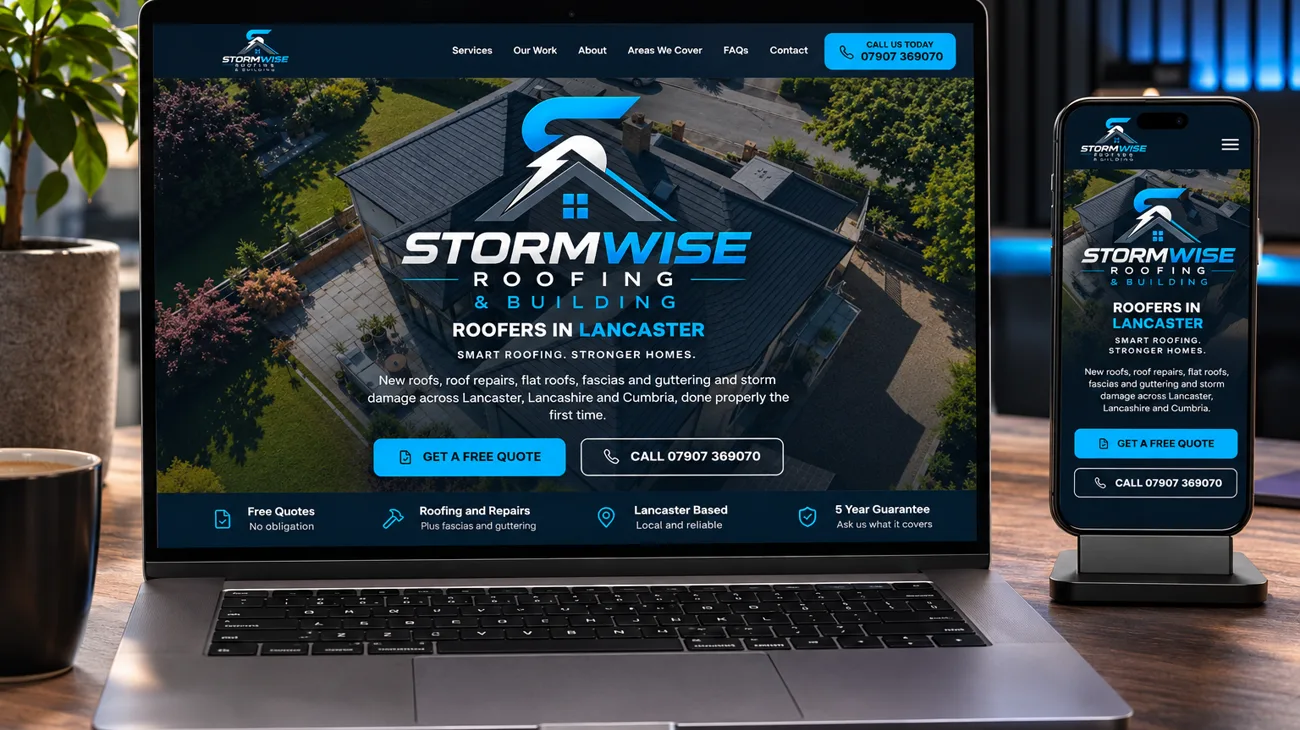 STORMWISE
ROOFING
& BUILDING
Services
Our Work
About
Areas We Cover
FAQs
Contact
CALL US TODAY
07907 369070
STORMWISE
ROOFING
& BUILDING
ROOFERS IN LANCASTER
SMART ROOFING. STRONGER HOMES.
New roofs, roof repairs, flat roofs, fascias and guttering and storm
damage across Lancaster, Lancashire and Cumbria, done properly the
first time.
GET A FREE QUOTE
CALL 07907 369070
Free Quotes
No obligation
Roofing and Repairs
Plus fascias and guttering
Lancaster Based
Local and reliable
5 Year Guarantee
Ask us what it covers
STORMWISE
ROOFING
& BUILDING
STORMWISE
ROOFING
& BUILDING
ROOFERS IN
LANCASTER
SMART ROOFING.
STRONGER HOMES.
New roofs, roof repairs, flat roofs,
fascias and guttering and storm
damage across Lancaster,
Lancashire and Cumbria.
GET A FREE QUOTE
CALL 07907 369070